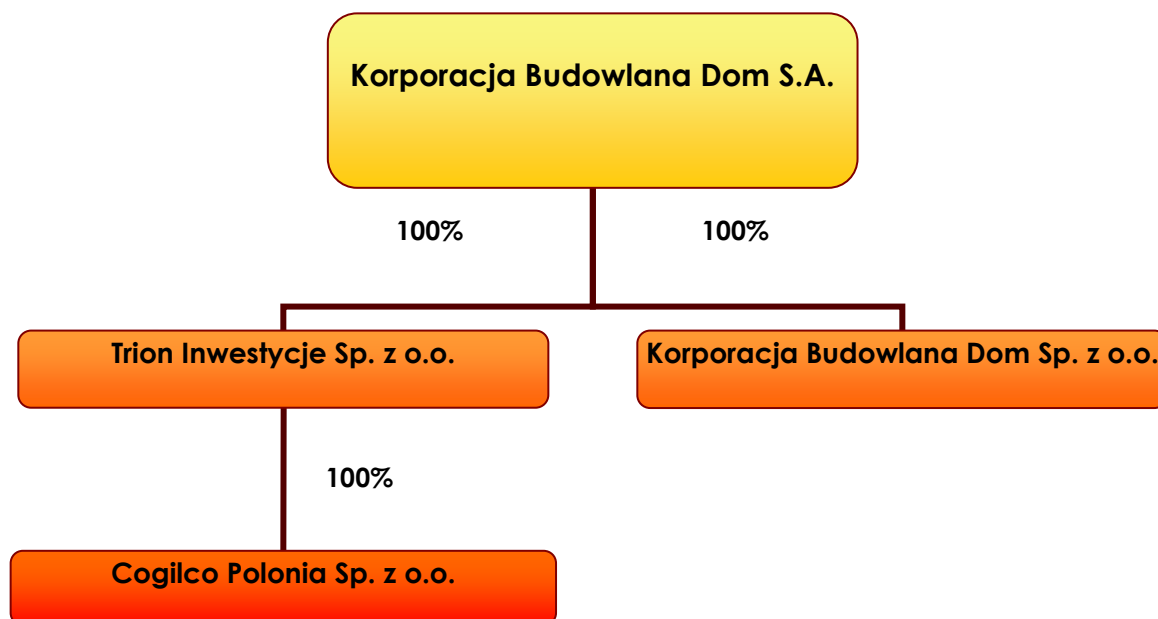 Korporacja Budowlana Dom S.A.
100%
100%
Trion Inwestycje Sp. z o.o.
Korporacja Budowlana Dom Sp. z o.o.
100%
Cogilco Polonia Sp. z o.o.